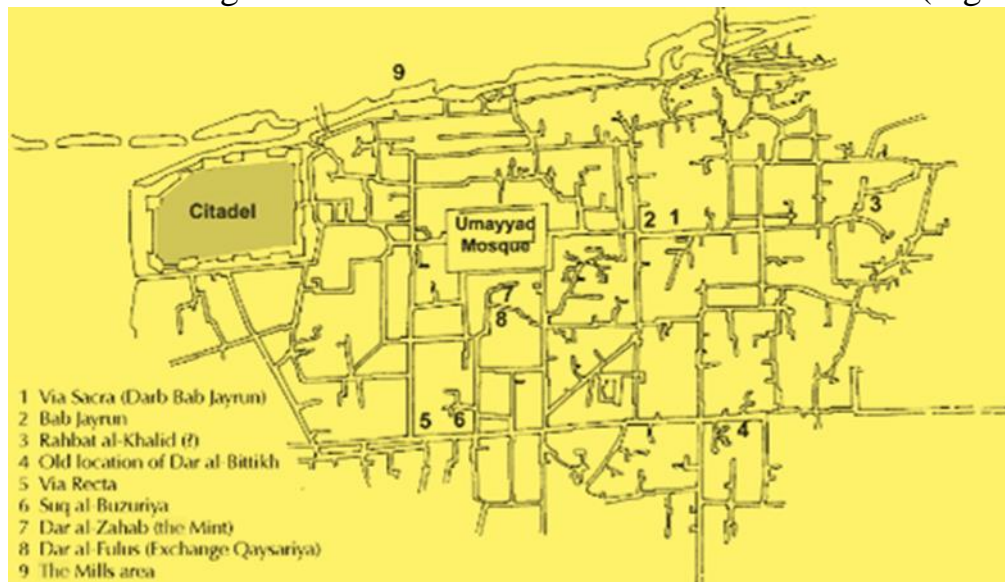 9
Citadel
Umayyad
Mosque
2 1
3
7
8
5 6
4
1 Via Sacra (Darb Bab Jayrun)
2 Bab Jayrun
3 Rahbat al-Khalid (?)
4 Old location of Dar al-Bittikh
5 Via Recta
6 Suq al-Buzuriya
7 Dar al-Zahab (the Mint)
8 Dar al-Fulus (Exchange Qaysariya)
9 The Mills area